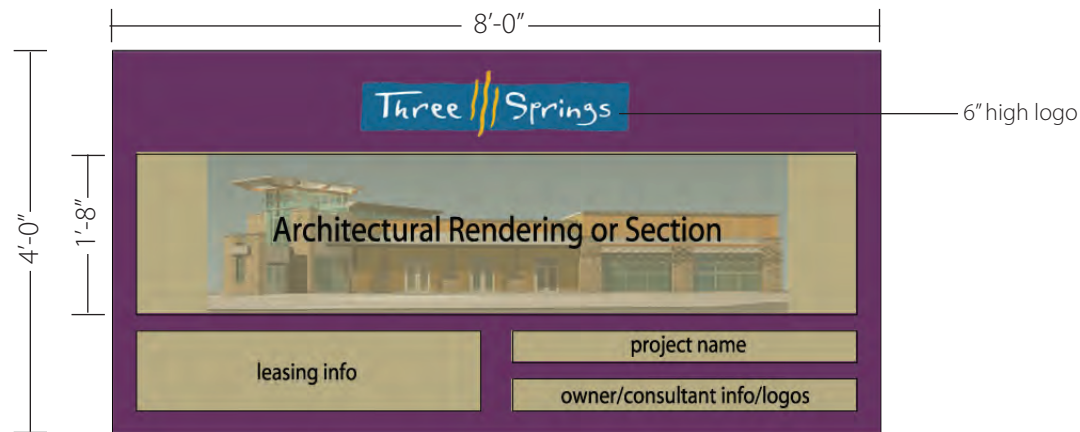 8’-0”
Three Springs
6” high logo
4’-0”
1’-8”
Architectural Rendering or Section
leasing info
project name
owner/consultant info/logos